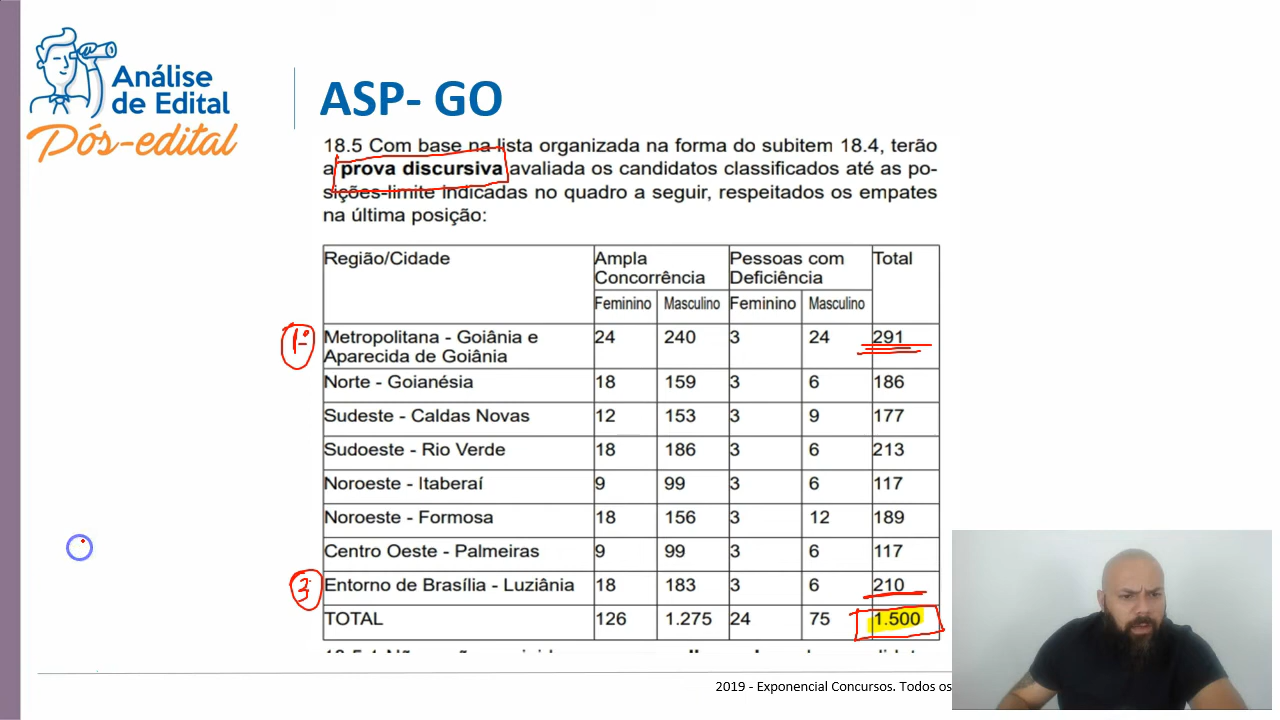 Análise
de Edital
Pós-edital
ASP- GO
18.5 Com base na lista organizada na forma do subitem 18.4, terão
a prova discursiva avaliada os candidatos classificados até as po-
sições-limite indicadas no quadro a seguir, respeitados os empates
na última posição:
Região/Cidade Ampla Concorrência Pessoas com Deficiência Total
Feminino Masculino Feminino Masculino
1º Metropolitana - Goiânia e Aparecida de Goiânia 24 240 3 24 291
Norte - Goianésia 18 159 3 6 186
Sudeste - Caldas Novas 12 153 3 9 177
Sudoeste - Rio Verde 18 186 3 6 213
Noroeste - Itaberaí 9 99 3 6 117
Noroeste - Formosa 18 156 3 12 189
Centro Oeste - Palmeiras 9 99 3 6 117
Entorno de Brasília - Luziânia 18 183 3 6 210
TOTAL 126 1.275 24 75 1.500
2019 - Exponencial Concursos. Todos os